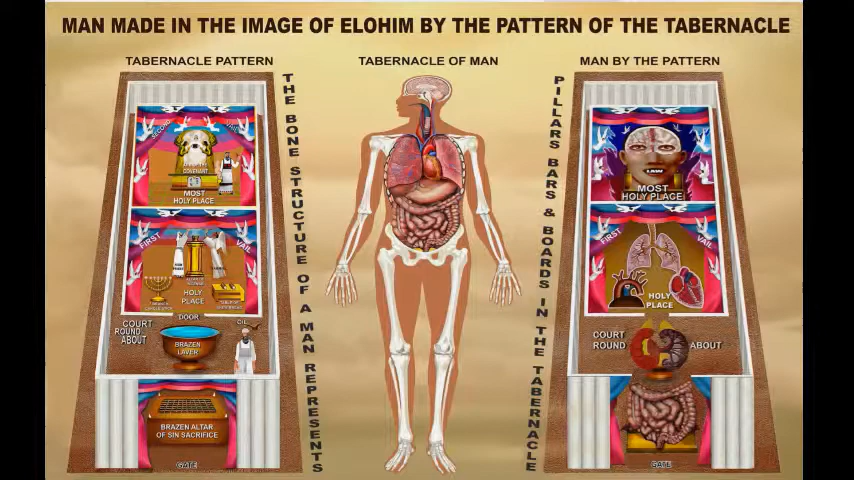 MAN MADE IN THE IMAGE OF ELOHIM BY THE PATTERN OF THE TABERNACLE
TABERNACLE PATTERN
TABERNACLE OF MAN
MAN BY THE PATTERN
THE BONE STRUCTURE OF A MAN REPRESENTS
PILLARS BARS & BOARDS IN THE TABERNACLE
SECOND
VAIL
COVENANT
MOST
HOLY PLACE
FIRST
VAIL
HOLY
PLACE
DOOR
COURT
ROUND-
ABOUT
BRAZEN
LAVER
OIL
BRAZEN ALTAR
OF SIN SACRIFICE
GATE
LAW
MOST
HOLY PLACE
FIRST
VAIL
HOLY
PLACE
COURT
ROUND
ABOUT
GATE